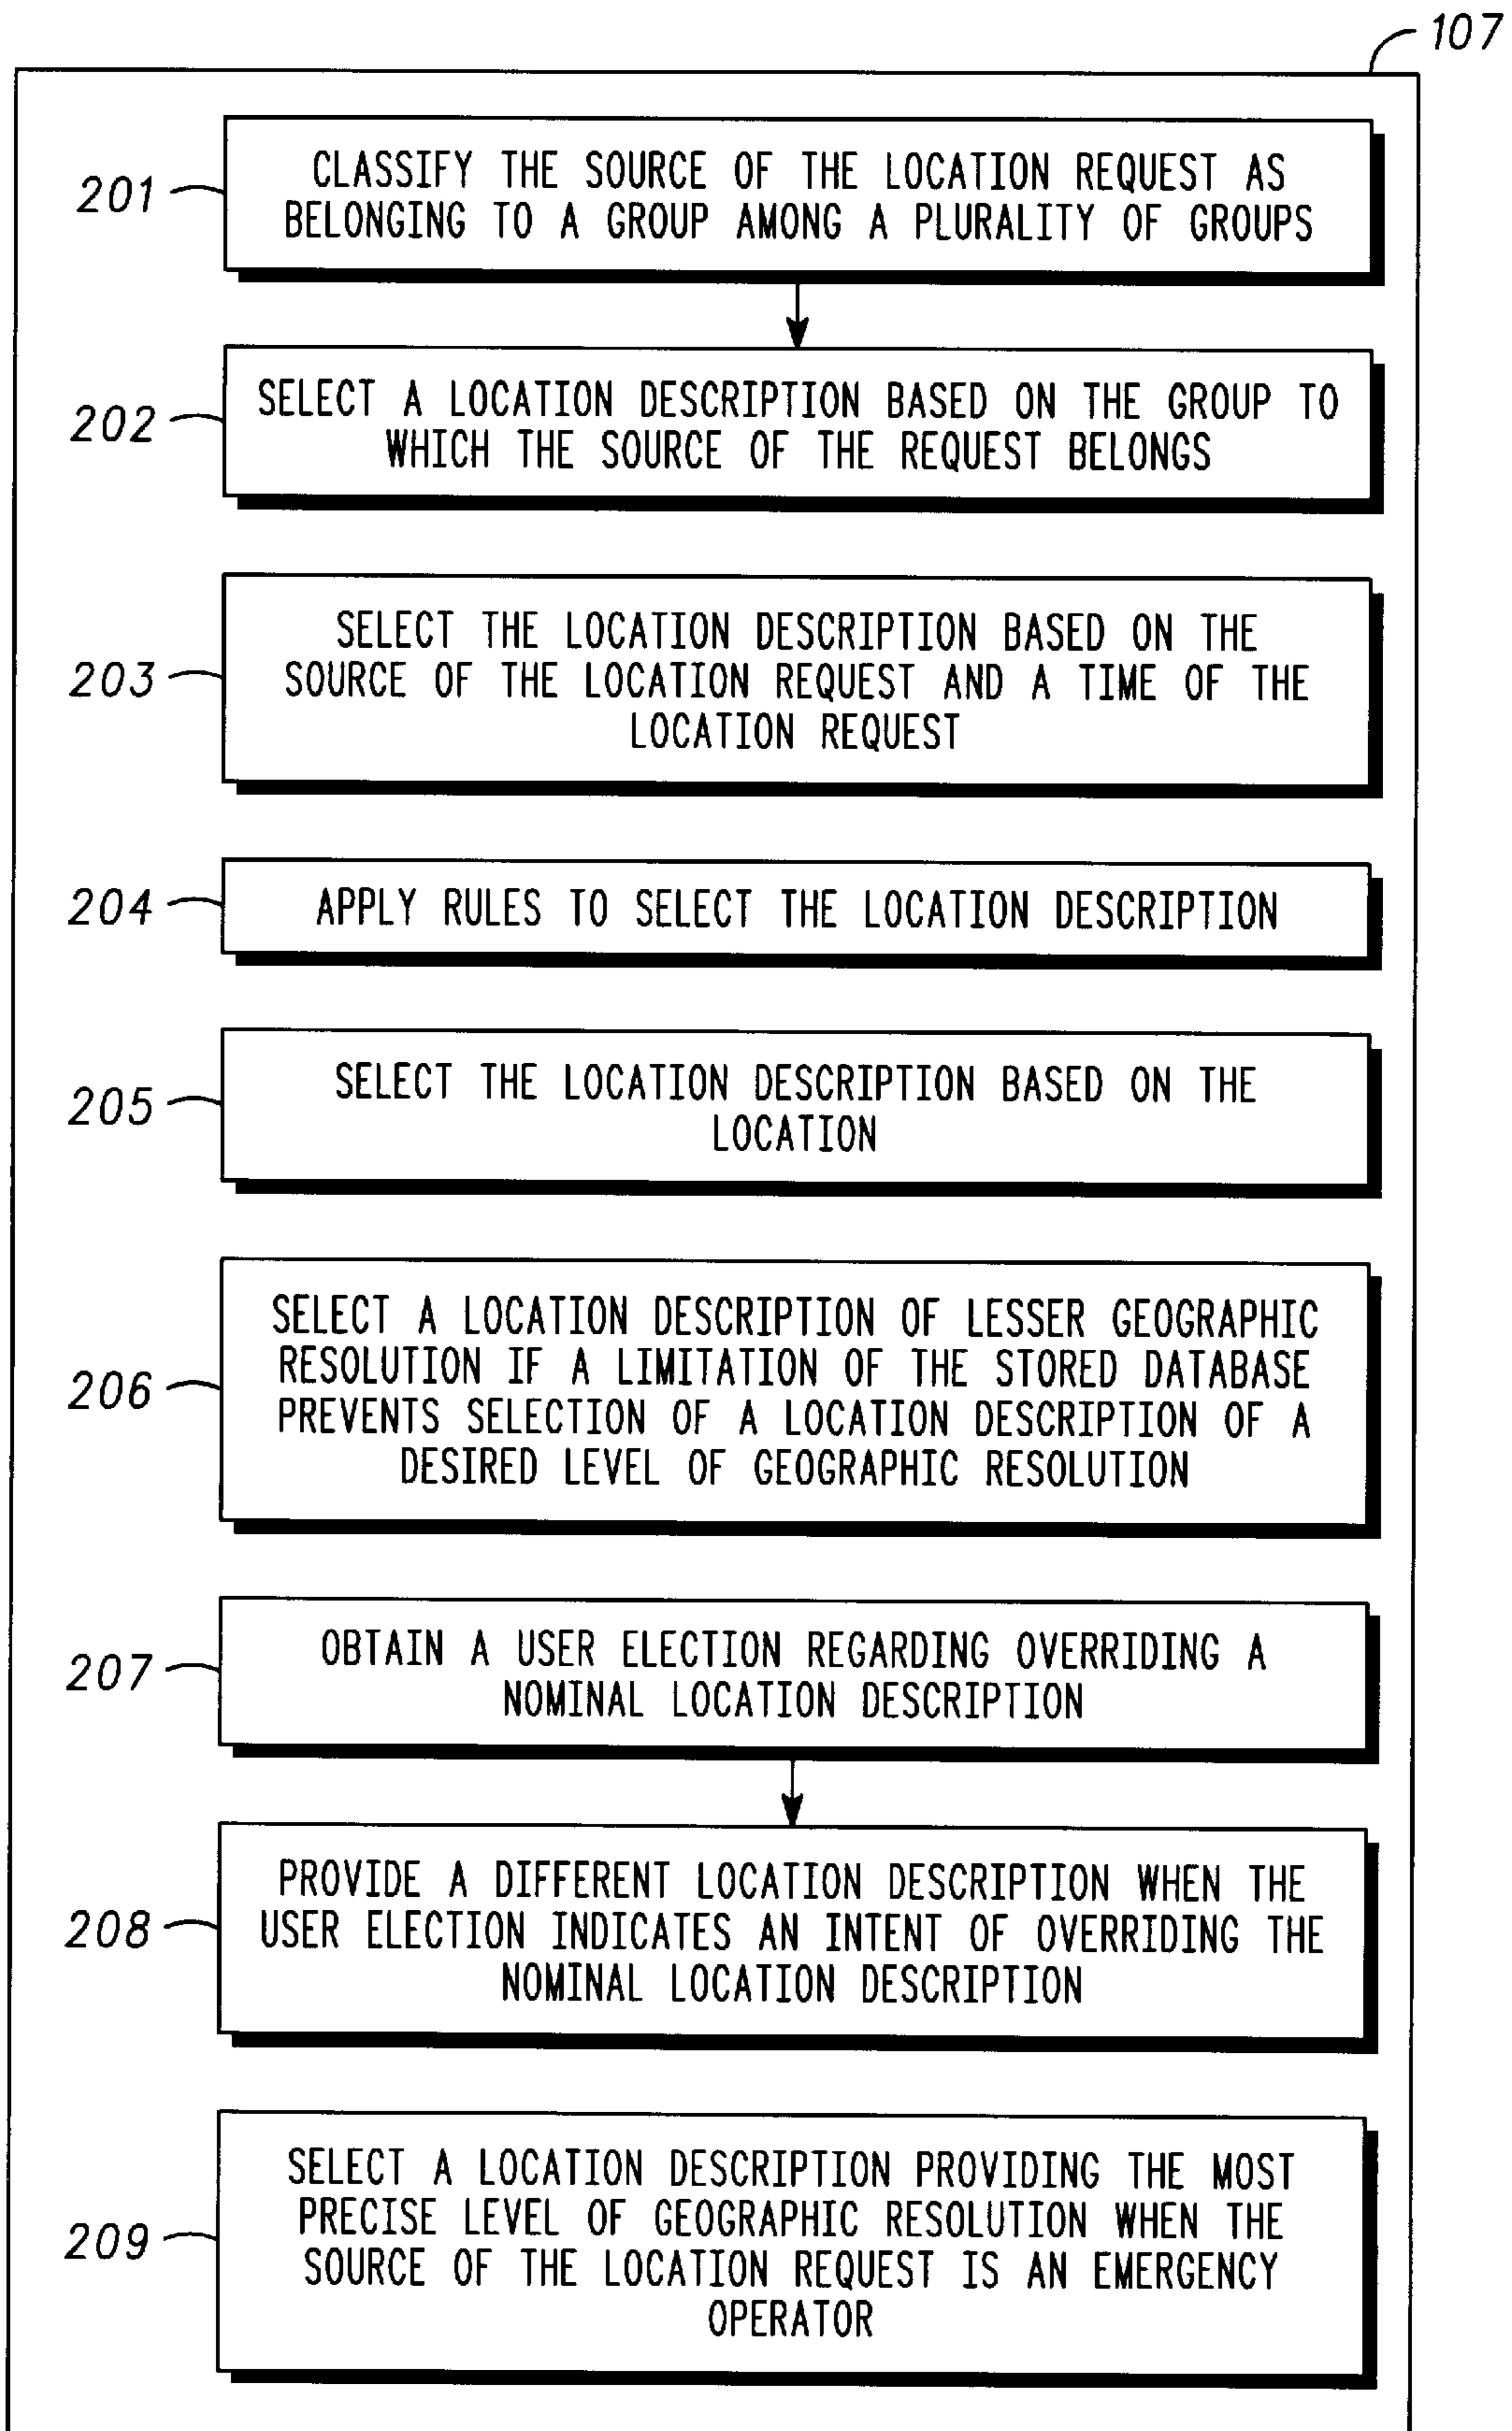 107
201
CLASSIFY THE SOURCE OF THE LOCATION REQUEST AS
BELONGING TO A GROUP AMONG A PLURALITY OF GROUPS
202
SELECT A LOCATION DESCRIPTION BASED ON THE GROUP TO
WHICH THE SOURCE OF THE REQUEST BELONGS
203
SELECT THE LOCATION DESCRIPTION BASED ON THE
SOURCE OF THE LOCATION REQUEST AND A TIME OF THE
LOCATION REQUEST
204
APPLY RULES TO SELECT THE LOCATION DESCRIPTION
205
SELECT THE LOCATION DESCRIPTION BASED ON THE
LOCATION
206
SELECT A LOCATION DESCRIPTION OF LESSER GEOGRAPHIC
RESOLUTION IF A LIMITATION OF THE STORED DATABASE
PREVENTS SELECTION OF A LOCATION DESCRIPTION OF A
DESIRED LEVEL OF GEOGRAPHIC RESOLUTION
207
OBTAIN A USER ELECTION REGARDING OVERRIDING A
NOMINAL LOCATION DESCRIPTION
208
PROVIDE A DIFFERENT LOCATION DESCRIPTION WHEN THE
USER ELECTION INDICATES AN INTENT OF OVERRIDING THE
NOMINAL LOCATION DESCRIPTION
209
SELECT A LOCATION DESCRIPTION PROVIDING THE MOST
PRECISE LEVEL OF GEOGRAPHIC RESOLUTION WHEN THE
SOURCE OF THE LOCATION REQUEST IS AN EMERGENCY
OPERATOR